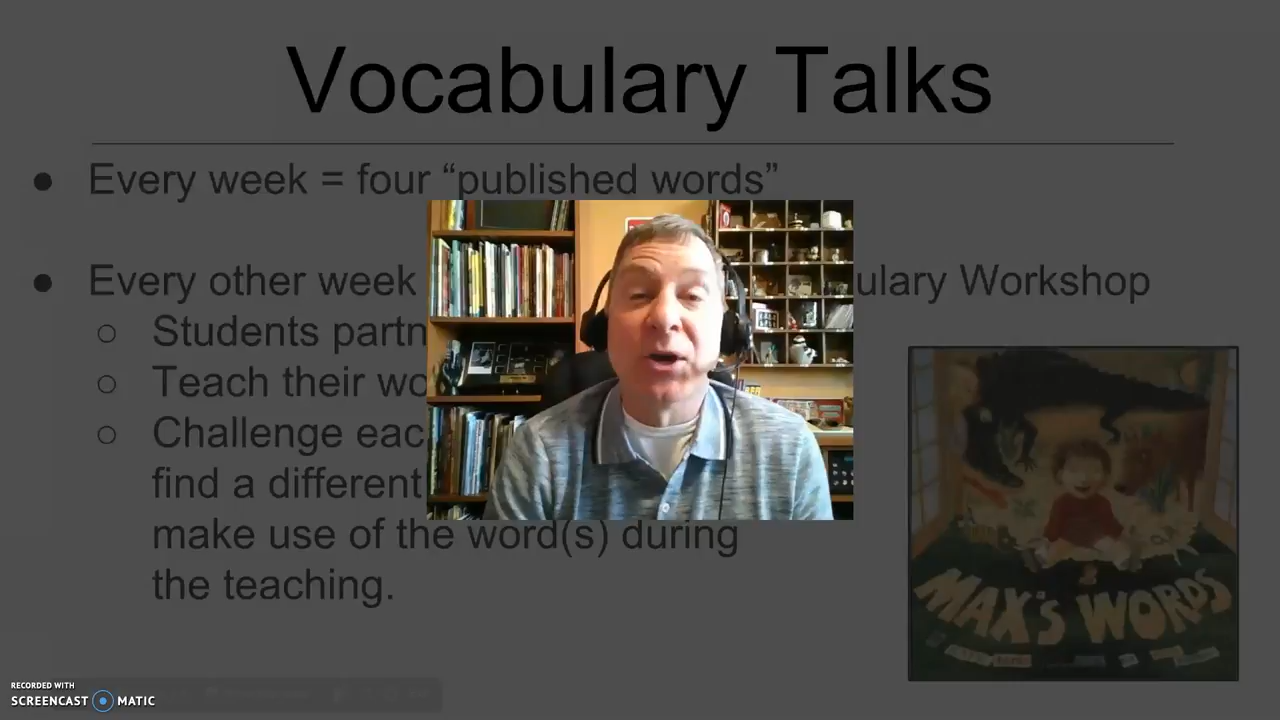 Vocabulary Talks
● Every week = four “published words”
● Every other week ulary Workshop
○ Students partn
○ Teach their wo
○ Challenge eac
find a different
make use of the word(s) during
the teaching.
MAX'S WORDS
RECORDED WITH
SCREENCAST MATIC